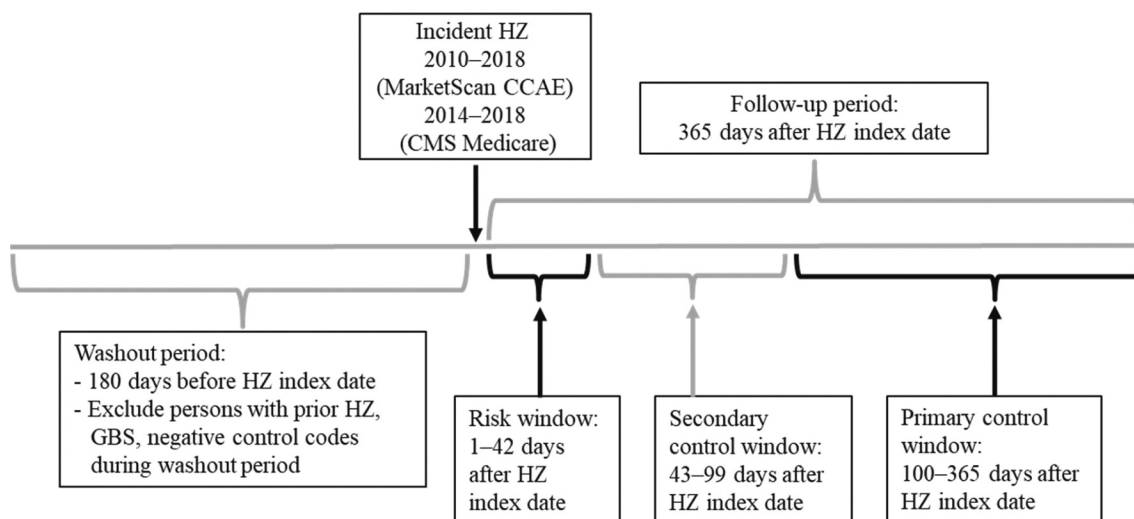 Incident HZ
2010–2018
(MarketScan CCAE)
2014–2018
(CMS Medicare)
Follow-up period:
365 days after HZ index date
Washout period:
- 180 days before HZ index date
- Exclude persons with prior HZ,
GBS, negative control codes
during washout period
Risk window:
1–42 days
after HZ
index date
Secondary
control window:
43–99 days after
HZ index date
Primary control
window:
100–365 days after
HZ index date